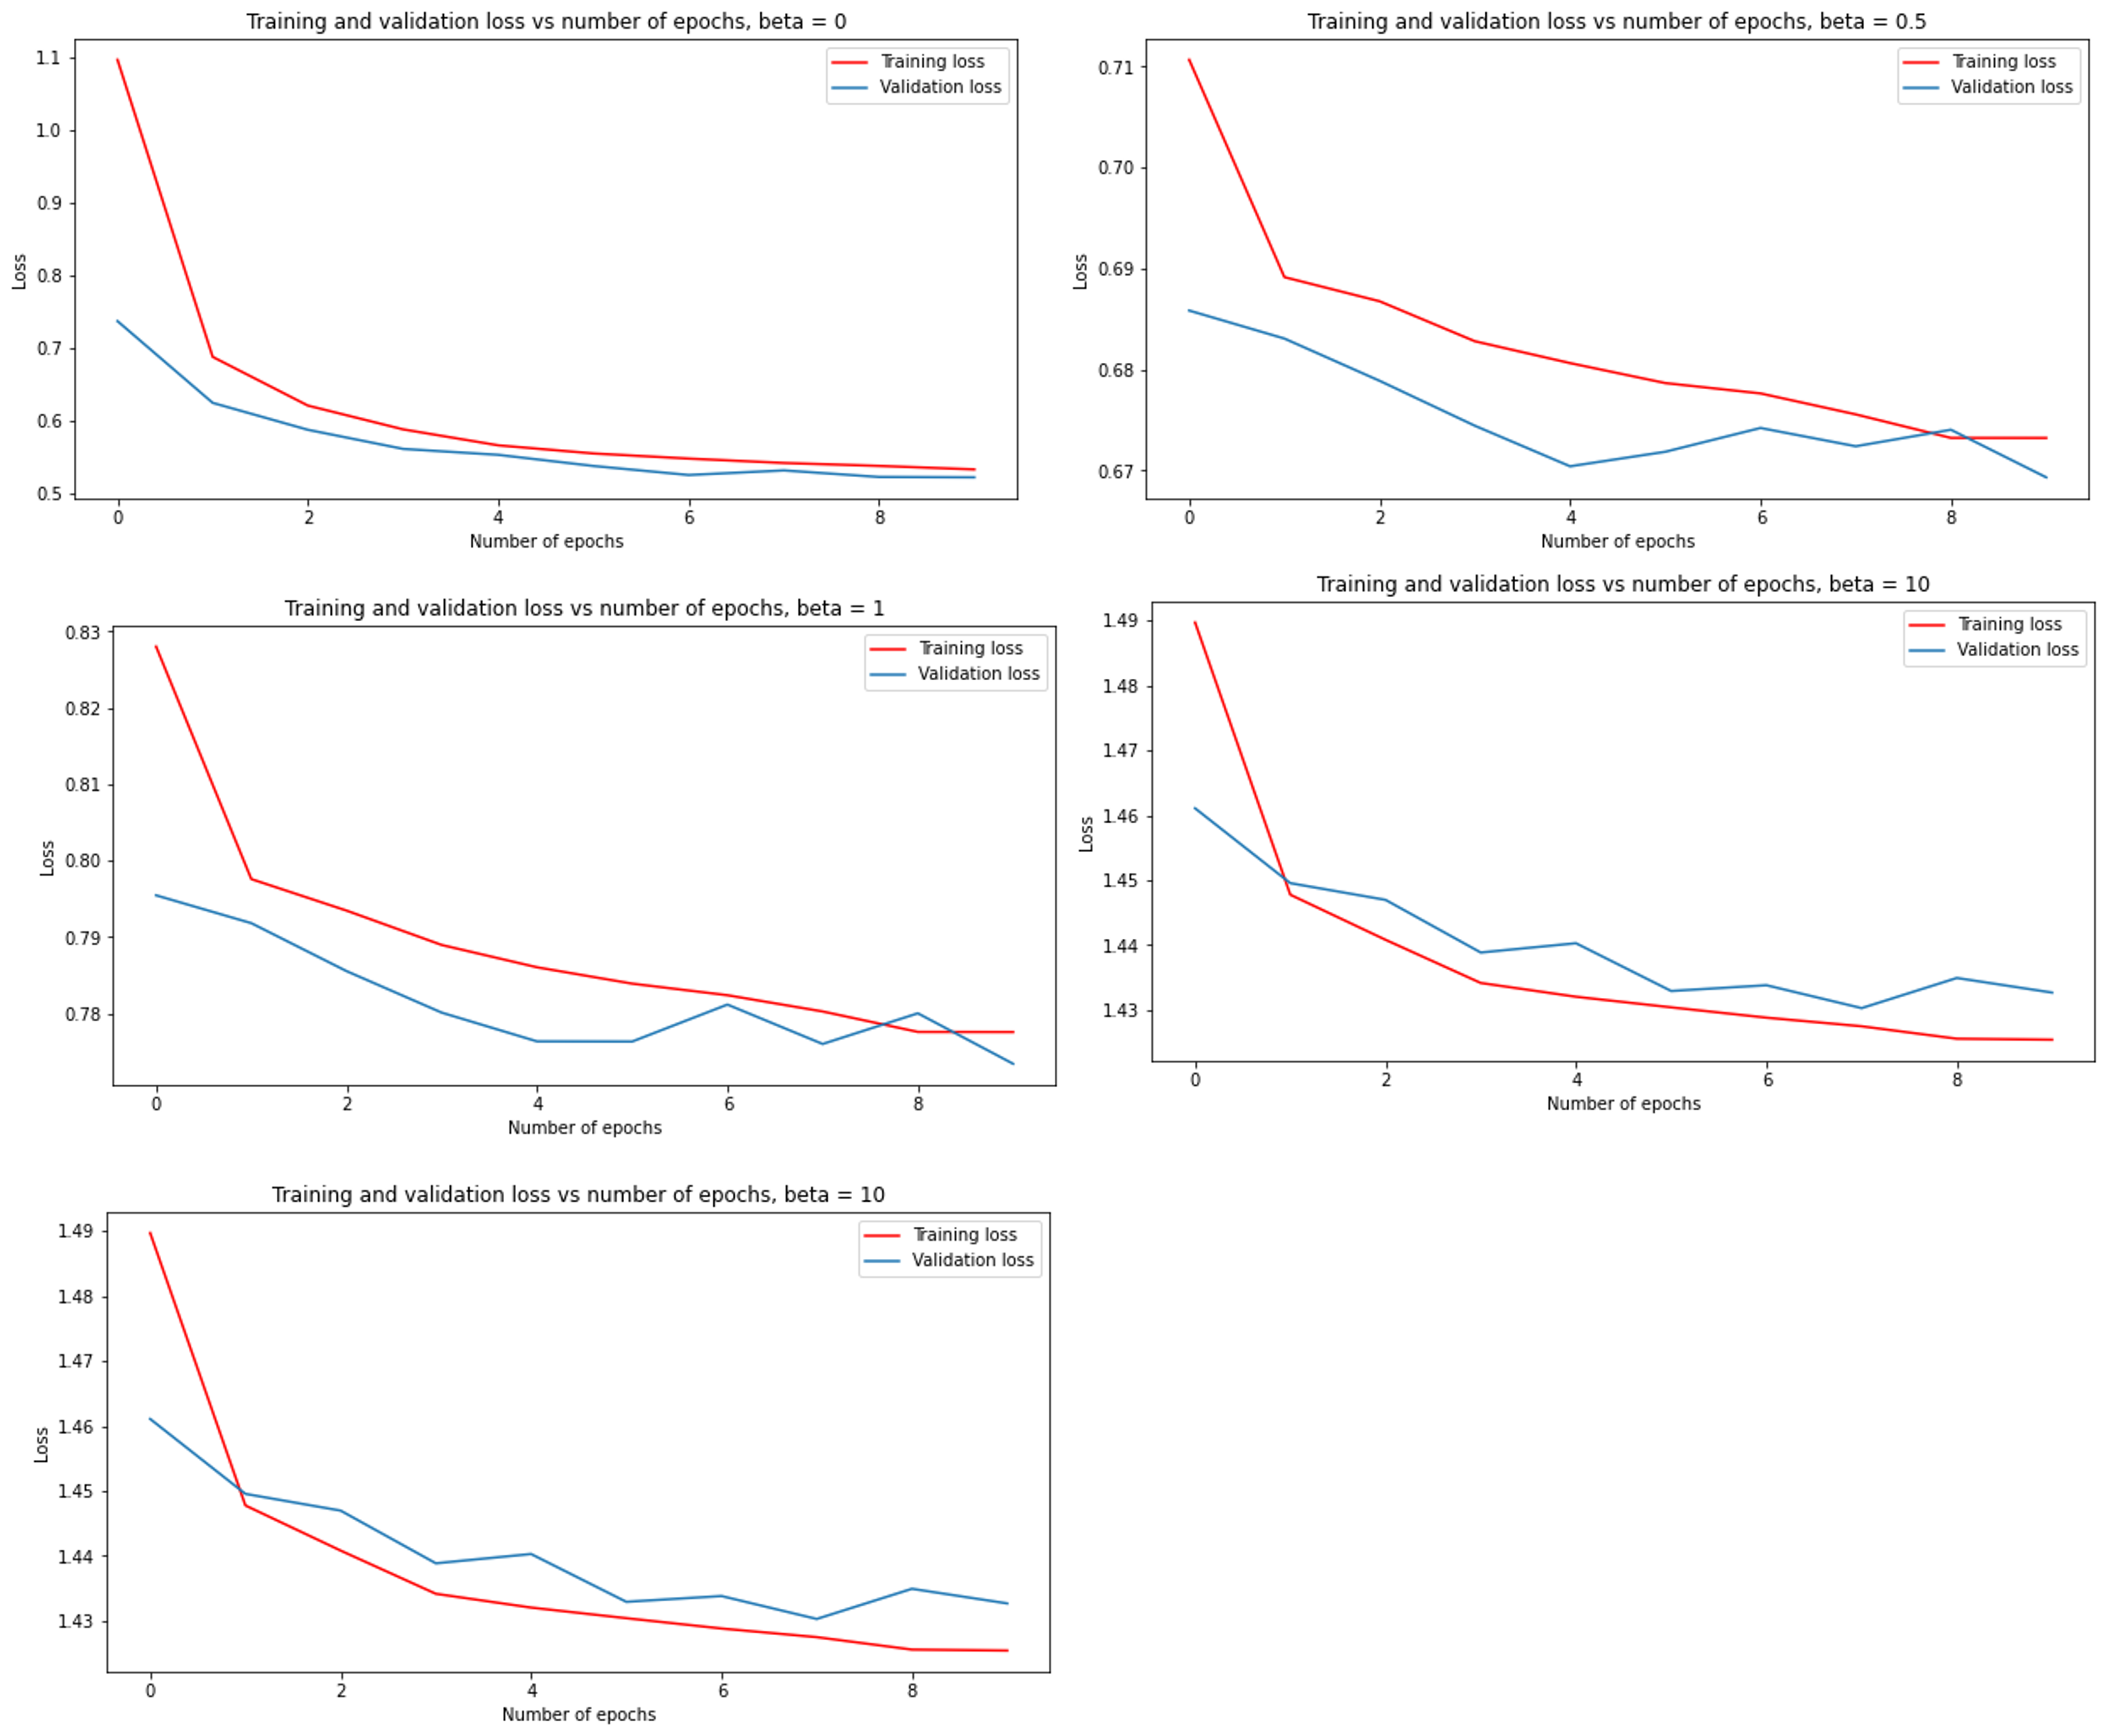 Training and validation loss vs number of epochs, beta = 0
Training loss
Validation loss
1.1
1.0
0.9
0.8
0.7
0.6
0.5
Loss
0 2 4 6 8
Number of epochs
Training and validation loss vs number of epochs, beta = 0.5
Training loss
Validation loss
0.71
0.70
0.69
0.68
0.67
Loss
0 2 4 6 8
Number of epochs
Training and validation loss vs number of epochs, beta = 1
Training loss
Validation loss
0.83
0.82
0.81
0.80
0.79
0.78
Loss
0 2 4 6 8
Number of epochs
Training and validation loss vs number of epochs, beta = 10
Training loss
Validation loss
1.49
1.48
1.47
1.46
1.45
1.44
1.43
Loss
0 2 4 6 8
Number of epochs
Training and validation loss vs number of epochs, beta = 10
Training loss
Validation loss
1.49
1.48
1.47
1.46
1.45
1.44
1.43
Loss
0 2 4 6 8
Number of epochs